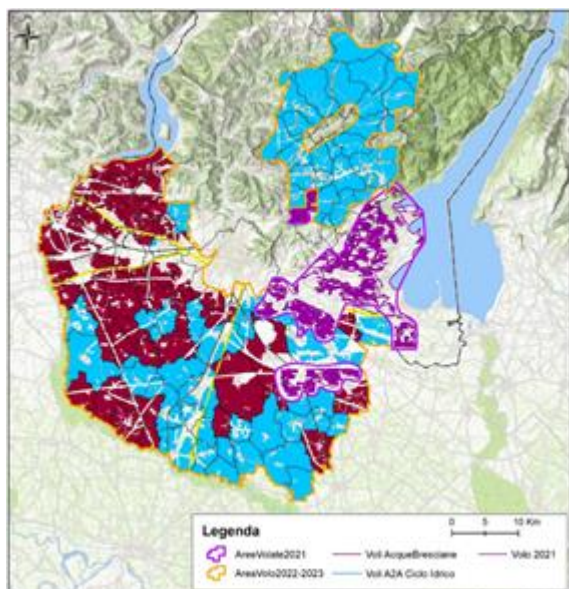 Legenda
0 5 10 Km
AreeVolate2021
Voli AcqueBresciane
Volo 2021
AreeVolo2022-2023
Voli A2A Ciclo Idrico